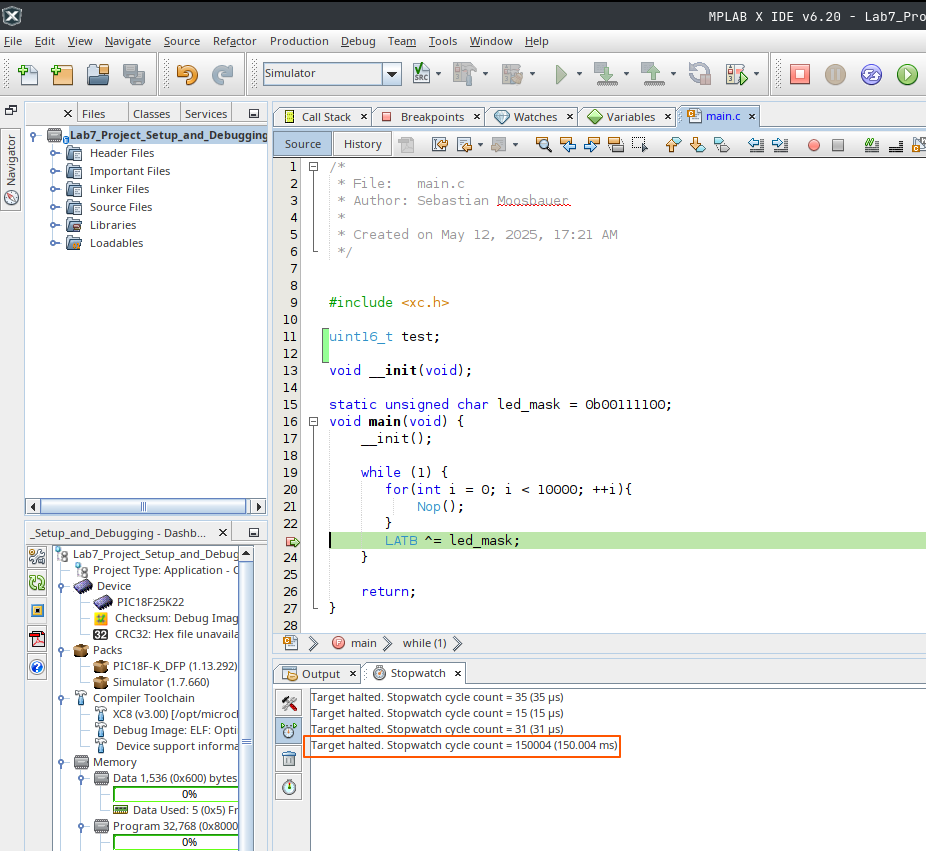 MPLAB X IDE v6.20 - Lab7_Pro
File Edit View Navigate Source Refactor Production Debug Team Tools Window Help
Simulator
Files Classes Services
Navigator
Lab7_Project_Setup_and_Debugging
Header Files
Important Files
Linker Files
Source Files
Libraries
Loadables
Call Stack Breakpoints Watches Variables main.c
Source History
1 /*
2 * File: main.c
3 * Author: Sebastian Moosbauer
4 *
5 * Created on May 12, 2025, 17:21 AM
6 */
7
8
9 #include <xc.h>
10
11 uint16_t test;
12
13 void __init(void);
14
15 static unsigned char led_mask = 0b00111100;
16 void main(void) {
17 __init();
18
19 while (1) {
20 for(int i = 0; i < 10000; ++i){
21 Nop();
22 }
LATB ^= led_mask;
24 }
25
26 return;
27 }
28
main while (1)
_Setup_and_Debugging - Dashb...
Lab7_Project_Setup_and_Debug
Project Type: Application - C
Device
PIC18F25K22
Checksum: Debug Imag
CRC32: Hex file unavaila
Packs
PIC18F-K_DFP (1.13.292)
Simulator (1.7.660)
Compiler Toolchain
XC8 (v3.00) [/opt/microcl
Debug Image: ELF: Opti
Device support informa
Memory
Data 1,536 (0x600) bytes
0%
Data Used: 5 (0x5) Fr
Program 32,768 (0x8000
0%
Output Stopwatch
Target halted. Stopwatch cycle count = 35 (35 µs)
Target halted. Stopwatch cycle count = 15 (15 µs)
Target halted. Stopwatch cycle count = 31 (31 µs)
Target halted. Stopwatch cycle count = 150004 (150.004 ms)